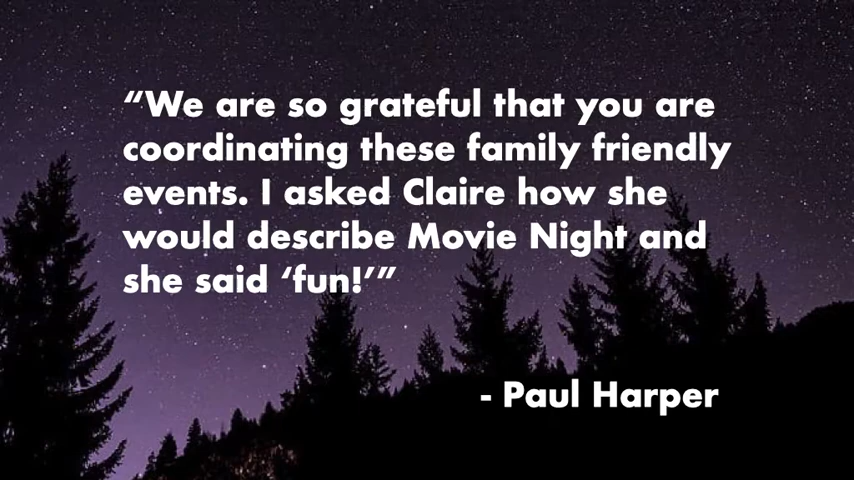 “We are so grateful that you are
coordinating these family friendly
events. I asked Claire how she
would describe Movie Night and
she said ‘fun!’”
- Paul Harper